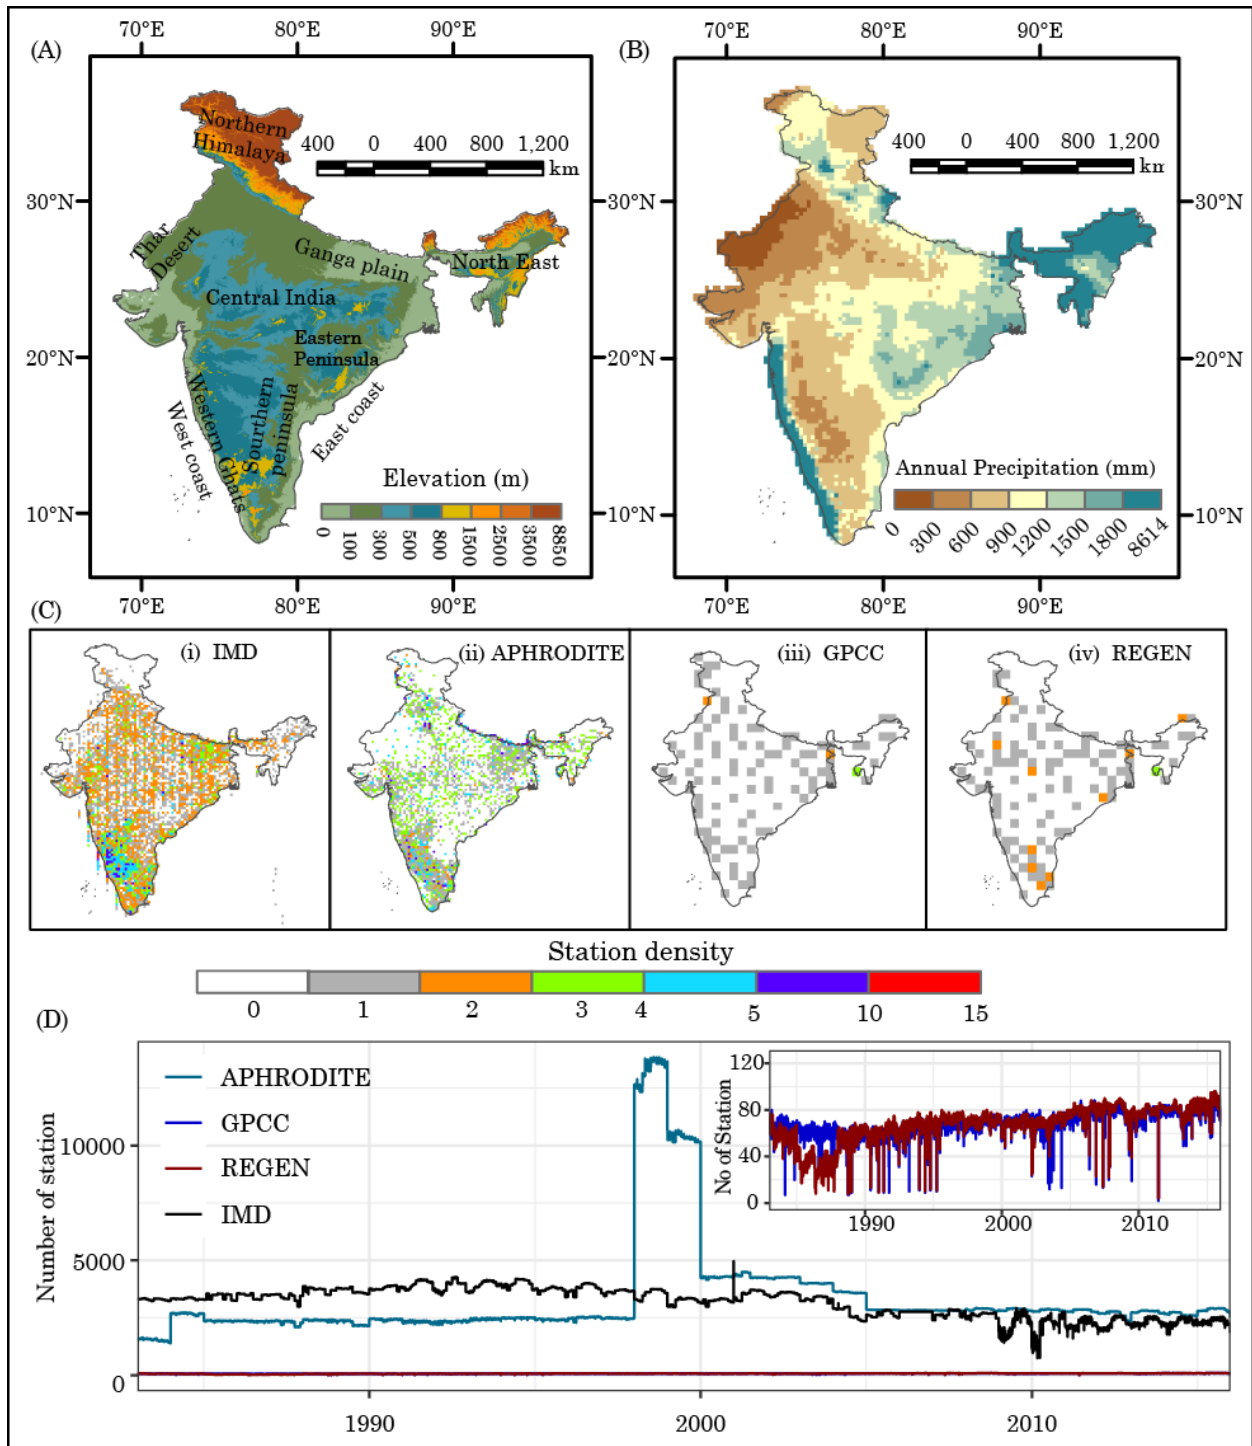 (A)
70°E 80°E 90°E
Northern
Himalaya
400 0 400 800 1,200
km
30°N
20°N
10°N
Thar
Desert
Ganga plain
North East
Central India
Eastern
Peninsula
Western Ghats
West coast
Sourthern
peninsula
East coast
Elevation (m)
0 100 300 500 800 1500 2500 3500 8850
70°E 80°E 90°E
(B)
70°E 80°E 90°E
400 0 400 800 1,200
km
30°N
20°N
10°N
Annual Precipitation (mm)
0 300 600 900 1200 1500 1800 8614
70°E 80°E 90°E
(C)
(i) IMD
(ii) APHRODITE
(iii) GPCC
(iv) REGEN
Station density
0 1 2 3 4 5 10 15
(D)
Number of station
10000
5000
0
APHRODITE
GPCC
REGEN
IMD
1990 2000 2010
No of Station
120
80
40
0
1990 2000 2010